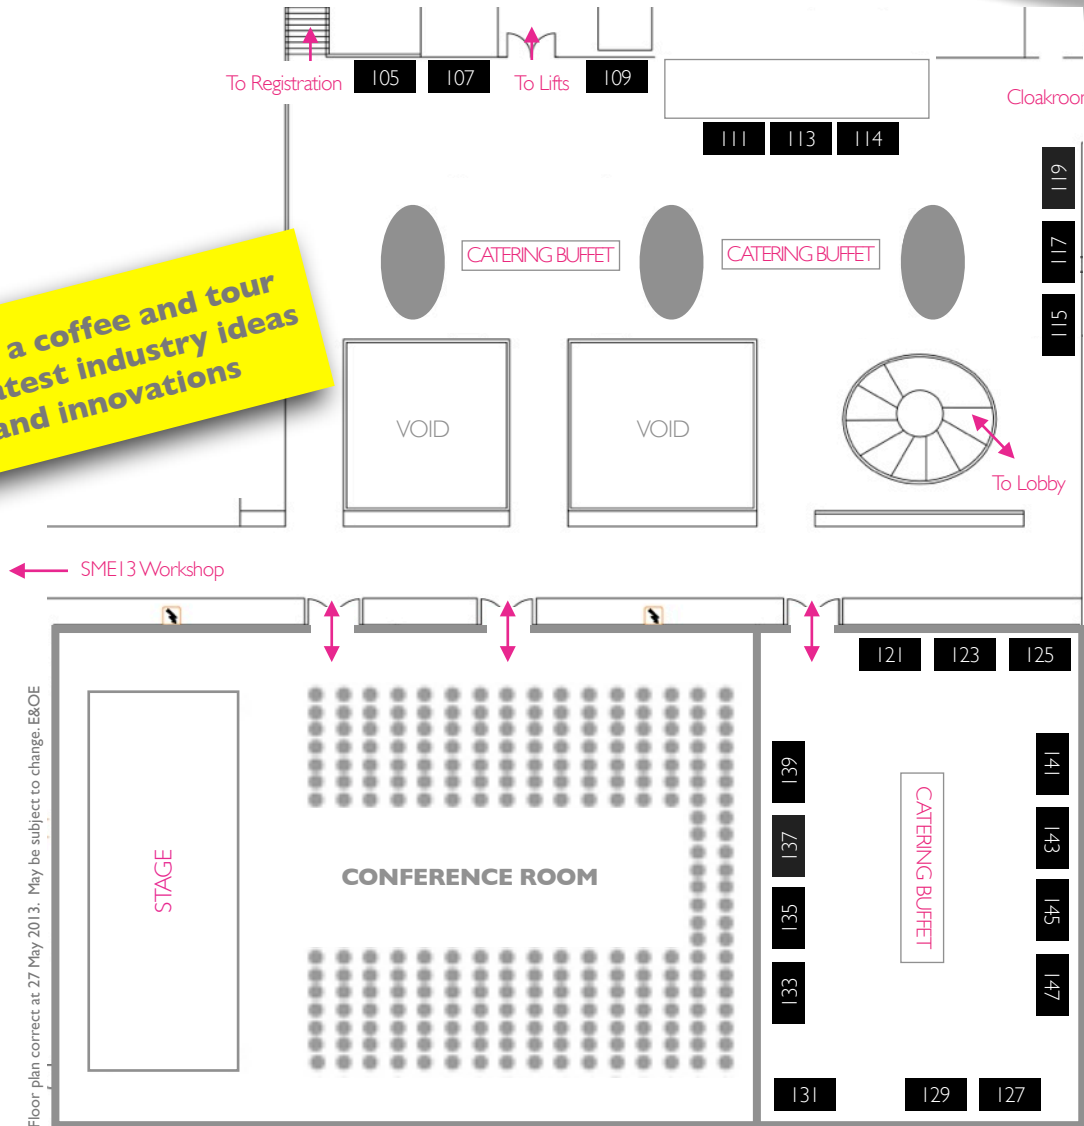 To Registration
105
107
To Lifts
109
Cloakroom
111
113
114
119
117
115
CATERING BUFFET
CATERING BUFFET
a coffee and tour
test industry ideas
and innovations
VOID
VOID
To Lobby
SME13 Workshop
121
123
125
STAGE
CONFERENCE ROOM
139
137
135
133
CATERING BUFFET
141
143
145
147
131
129
127
Floor plan correct at 27 May 2013. May be subject to change. E&OE